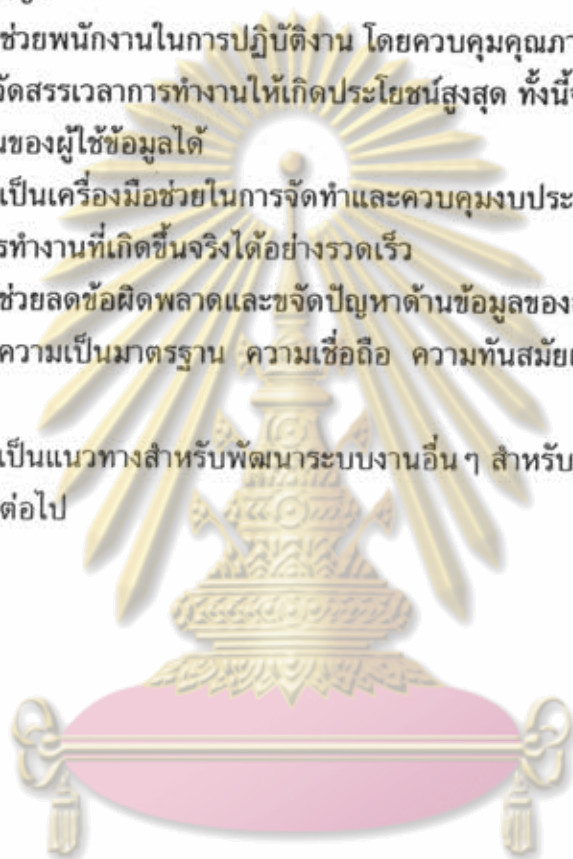 ช่วยพนักงานในการปฏิบัติงาน โดยควบคุมคุณภา
จัดสรรเวลาการทำงานให้เกิดประโยชน์สูงสุด ทั้งนี้
นของผู้ใช้ข้อมูลได้
เป็นเครื่องมือช่วยในการจัดทำและควบคุมงบประ
รทำงานที่เกิดขึ้นจริงได้อย่างรวดเร็ว
ช่วยลดข้อผิดพลาดและขจัดปัญหาด้านข้อมูลของ
ความเป็นมาตรฐาน ความเชื่อถือ ความทันสมัย
เป็นแนวทางสำหรับพัฒนาระบบงานอื่น ๆ สำหรับ
ต่อไป